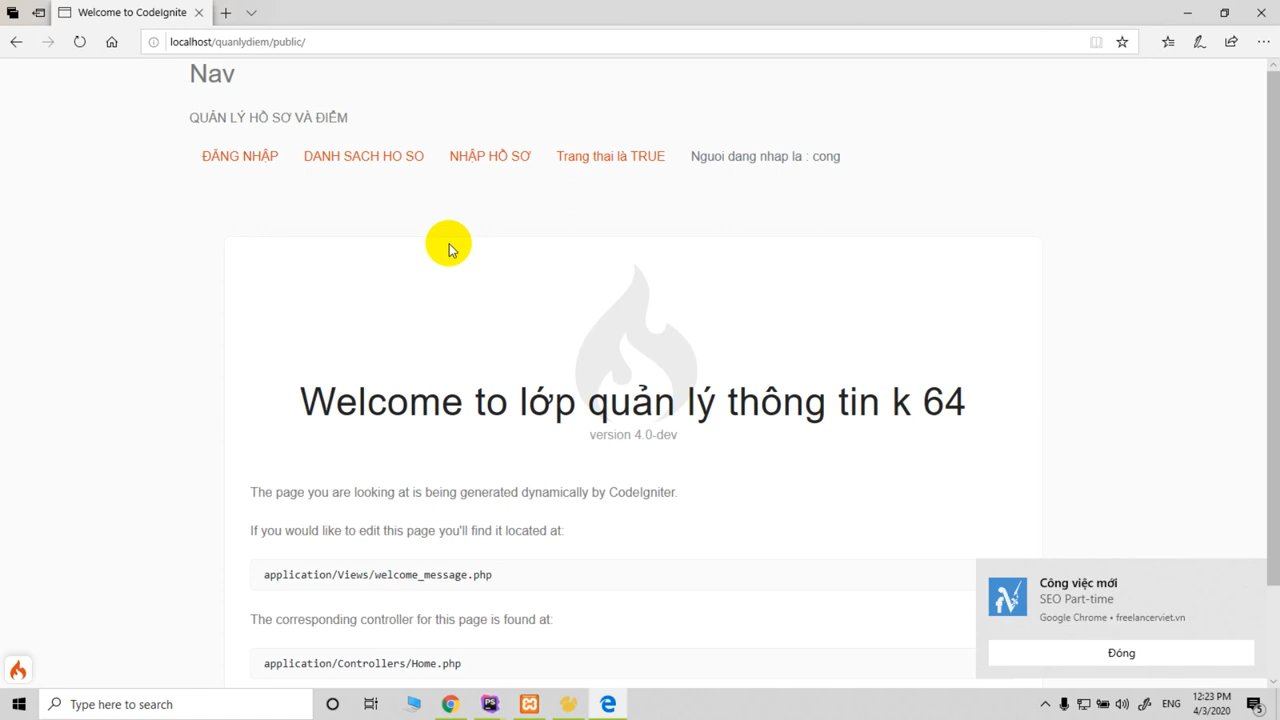 Welcome to CodeIgnite
localhost/quanlydiem/public/
Nav
QUẢN LÝ HỒ SƠ VÀ ĐIỂM
ĐĂNG NHẬP DANH SACH HO SO NHẬP HỒ SƠ Trang thai là TRUE Nguoi dang nhap la : cong
Welcome to lớp quản lý thông tin k 64
version 4.0-dev
The page you are looking at is being generated dynamically by CodeIgniter.
If you would like to edit this page you'll find it located at:
application/Views/welcome_message.php
The corresponding controller for this page is found at:
application/Controllers/Home.php
Công việc mới
SEO Part-time
Google Chrome • freelancerviet.vn
Đóng
Type here to search
PS
ENG
12:23 PM
4/3/2020
5